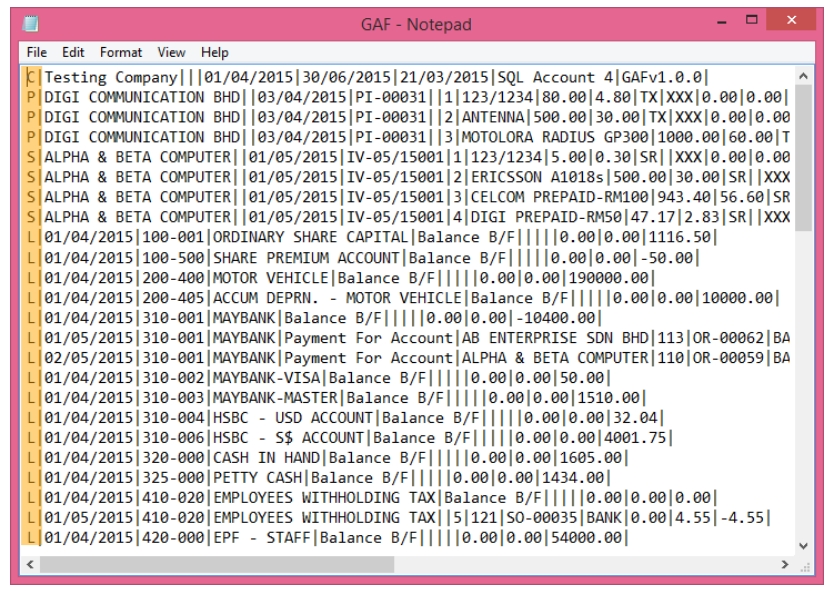 GAF - Notepad
File Edit Format View Help
C|Testing Company|||01/04/2015|30/06/2015|21/03/2015|SQL Account 4|GAFv1.0.0|
P|DIGI COMMUNICATION BHD||03/04/2015|PI-00031||1|123/1234|80.00|4.80|TX|XXX|0.00|0.00|
P|DIGI COMMUNICATION BHD||03/04/2015|PI-00031||2|ANTENNA|500.00|30.00|TX|XXX|0.00|0.00
P|DIGI COMMUNICATION BHD||03/04/2015|PI-00031||3|MOTOLORA RADIUS GP300|1000.00|60.00|T
S|ALPHA & BETA COMPUTER||01/05/2015|IV-05/15001|1|123/1234|5.00|0.30|SR||XXX|0.00|0.00
S|ALPHA & BETA COMPUTER||01/05/2015|IV-05/15001|2|ERICSSON A1018s|500.00|30.00|SR||XXX
S|ALPHA & BETA COMPUTER||01/05/2015|IV-05/15001|3|CELCOM PREPAID-RM100|943.40|56.60|SR
S|ALPHA & BETA COMPUTER||01/05/2015|IV-05/15001|4|DIGI PREPAID-RM50|47.17|2.83|SR||XXX
L|01/04/2015|100-001|ORDINARY SHARE CAPITAL|Balance B/F|||||0.00|0.00|1116.50|
L|01/04/2015|100-500|SHARE PREMIUM ACCOUNT|Balance B/F|||||0.00|0.00|-50.00|
L|01/04/2015|200-400|MOTOR VEHICLE|Balance B/F|||||0.00|0.00|190000.00|
L|01/04/2015|200-405|ACCUM DEPRN. - MOTOR VEHICLE|Balance B/F|||||0.00|0.00|10000.00|
L|01/04/2015|310-001|MAYBANK|Balance B/F|||||0.00|0.00|-10400.00|
L|01/05/2015|310-001|MAYBANK|Payment For Account|AB ENTERPRISE SDN BHD|113|OR-00062|BA
L|02/05/2015|310-001|MAYBANK|Payment For Account|ALPHA & BETA COMPUTER|110|OR-00059|BA
L|01/04/2015|310-002|MAYBANK-VISA|Balance B/F|||||0.00|0.00|50.00|
L|01/04/2015|310-003|MAYBANK-MASTER|Balance B/F|||||0.00|0.00|1510.00|
L|01/04/2015|310-004|HSBC - USD ACCOUNT|Balance B/F|||||0.00|0.00|32.04|
L|01/04/2015|310-006|HSBC - S$ ACCOUNT|Balance B/F|||||0.00|0.00|4001.75|
L|01/04/2015|320-000|CASH IN HAND|Balance B/F|||||0.00|0.00|1605.00|
L|01/04/2015|325-000|PETTY CASH|Balance B/F|||||0.00|0.00|1434.00|
L|01/04/2015|410-020|EMPLOYEES WITHHOLDING TAX|Balance B/F|||||0.00|0.00|0.00|
L|01/05/2015|410-020|EMPLOYEES WITHHOLDING TAX||5|121|SO-00035|BANK|0.00|4.55|-4.55|
L|01/04/2015|420-000|EPF - STAFF|Balance B/F|||||0.00|0.00|54000.00|